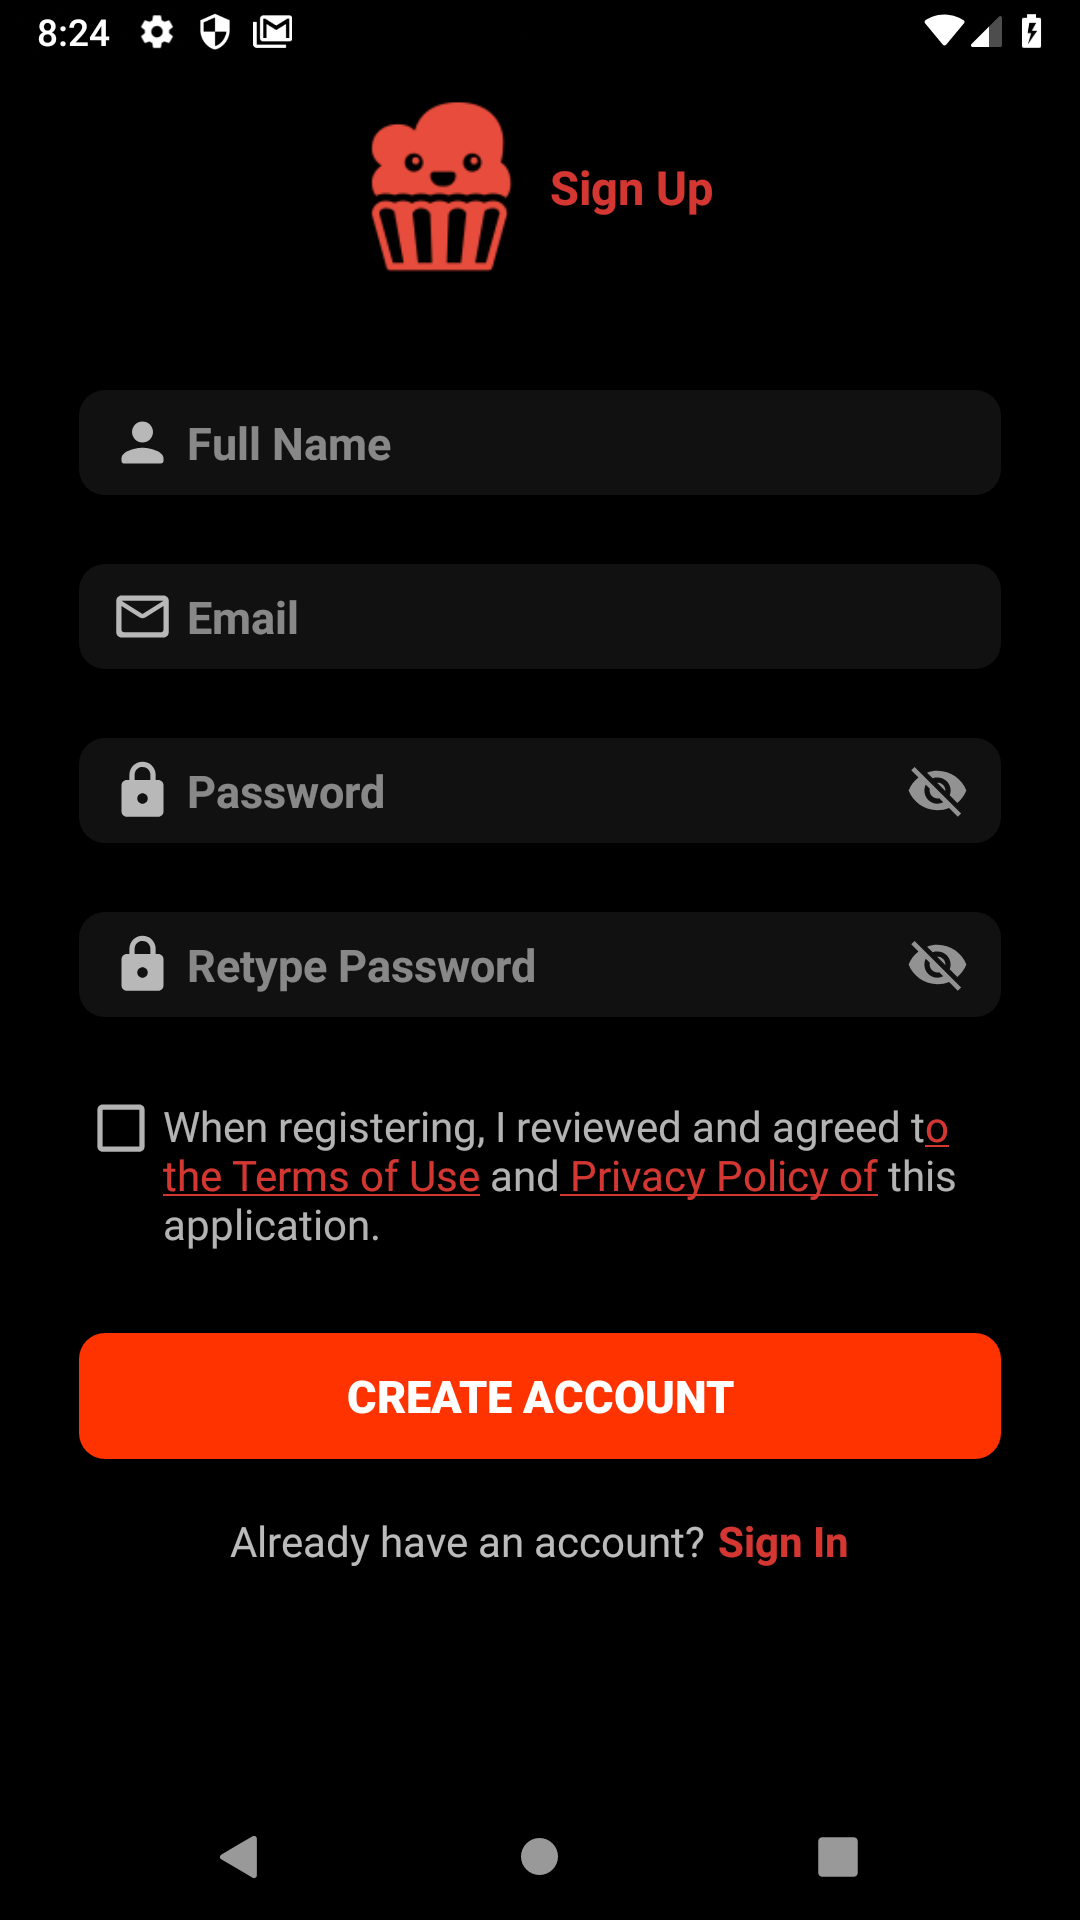 8:24
Sign Up
Full Name
Email
Password
Retype Password
When registering, I reviewed and agreed to
the Terms of Use and Privacy Policy of this
application.
CREATE ACCOUNT
Already have an account? Sign In